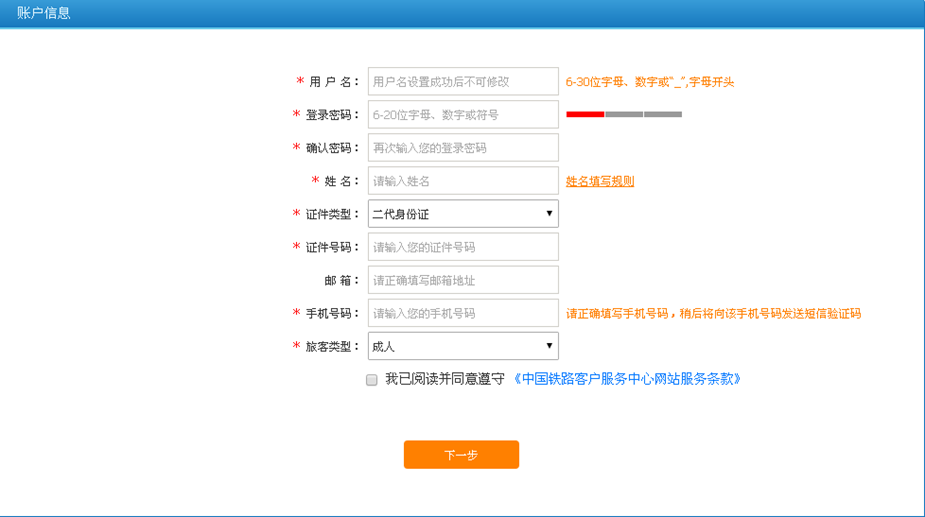 账户信息
* 用 户 名： 用户名设置成功后不可修改 6-30位字母、数字或“_”,字母开头
* 登录密码： 6-20位字母、数字或符号
* 确认密码： 再次输入您的登录密码
* 姓 名： 请输入姓名 姓名填写规则
* 证件类型： 二代身份证
* 证件号码： 请输入您的证件号码
邮 箱： 请正确填写邮箱地址
* 手机号码： 请输入您的手机号码 请正确填写手机号码，稍后将向该手机号码发送短信验证码
* 旅客类型： 成人
我已阅读并同意遵守 《中国铁路客户服务中心网站服务条款》
下一步